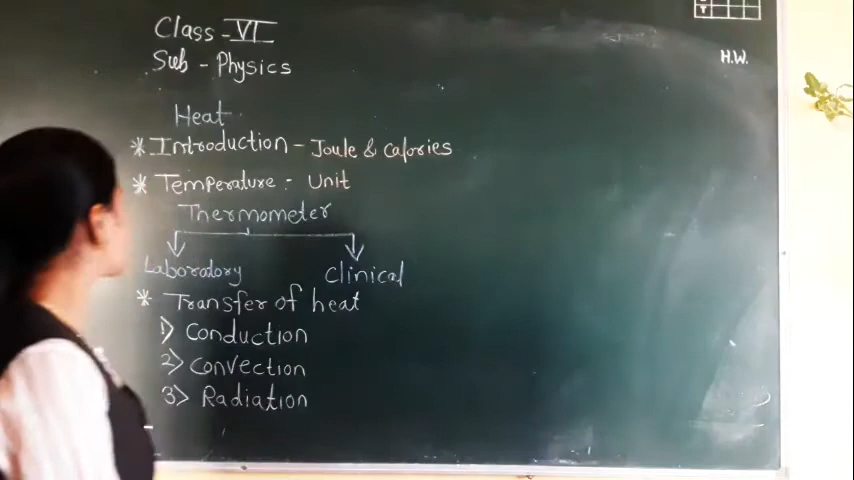 Class - VI
Sub - Physics
H.W.
Heat
* Introduction - Joule & Calories
* Temperature :- Unit
Thermometer
Laboratory Clinical
* Transfer of heat
1> Conduction
2> Convection
3> Radiation